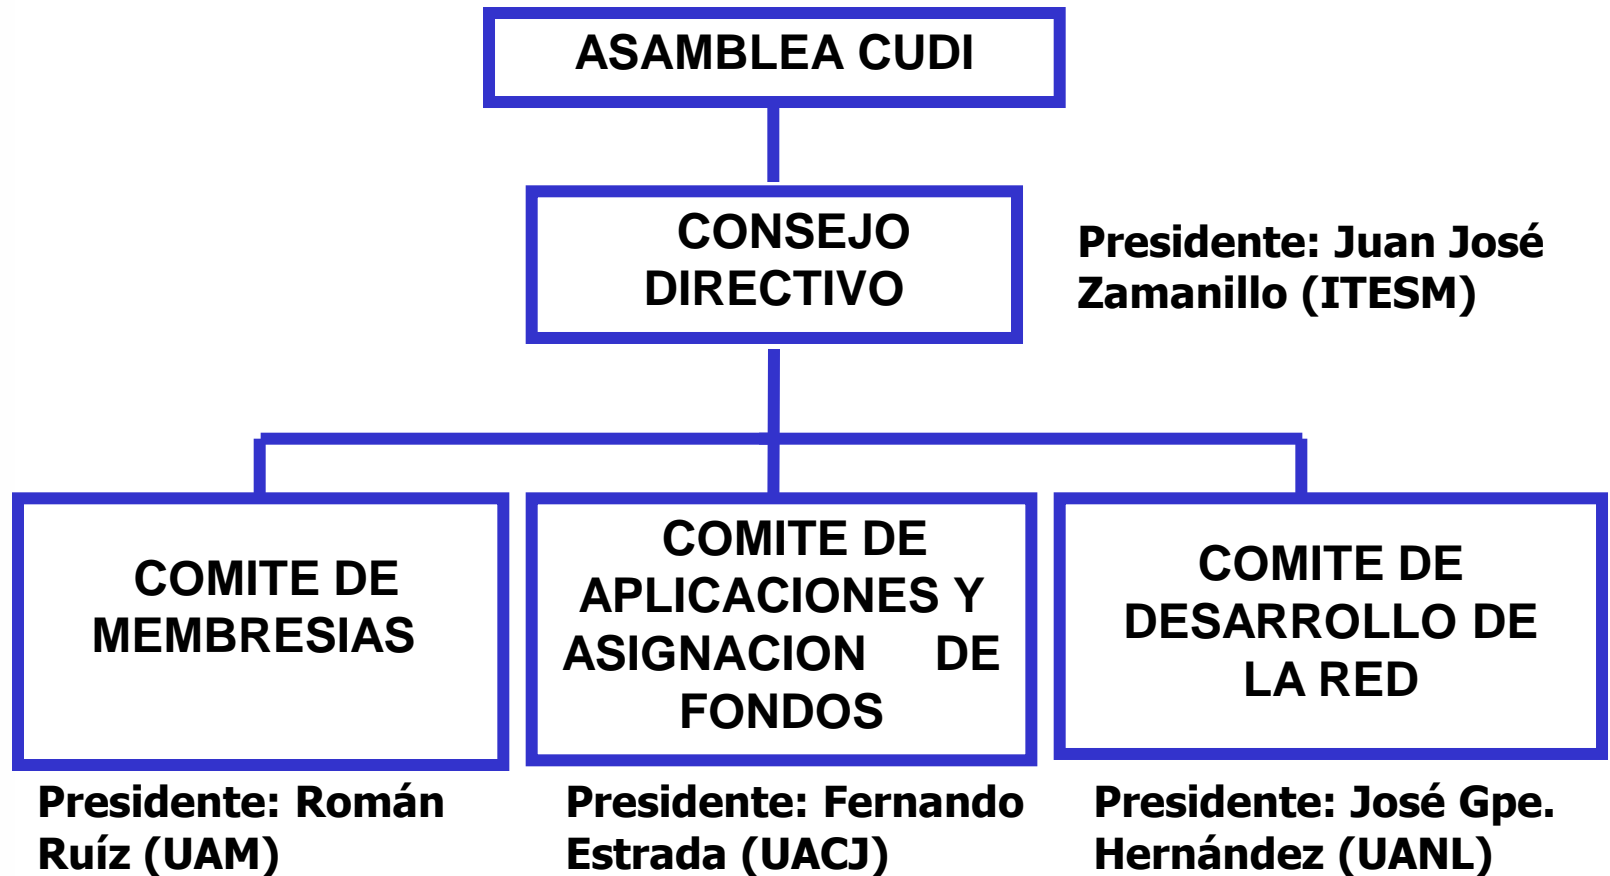 ASAMBLEA CUDI
CONSEJO
DIRECTIVO
Presidente: Juan José
Zamanillo (ITESM)
COMITE DE
MEMBRESIAS
Presidente: Román
Ruíz (UAM)
COMITE DE
APLICACIONES Y
ASIGNACION DE
FONDOS
Presidente: Fernando
Estrada (UACJ)
COMITE DE
DESARROLLO DE
LA RED
Presidente: José Gpe.
Hernández (UANL)